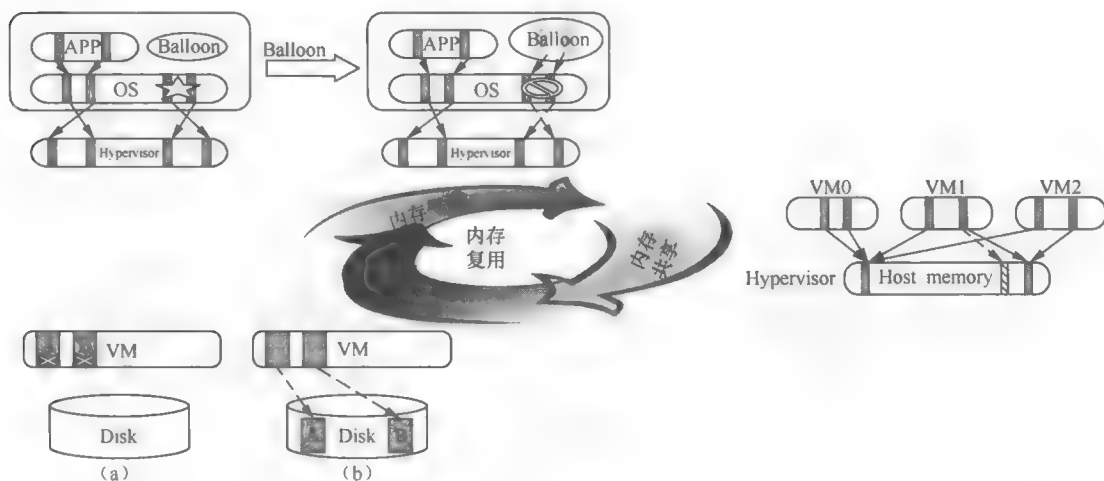 APP
Balloon
OS
Hypervisor
Balloon
APP
Balloon
OS
Hypervisor
内存
内存
复用
内存
共享
VM0
VM1
VM2
Hypervisor
Host memory
VM
Disk
(a)
VM
Disk
(b)